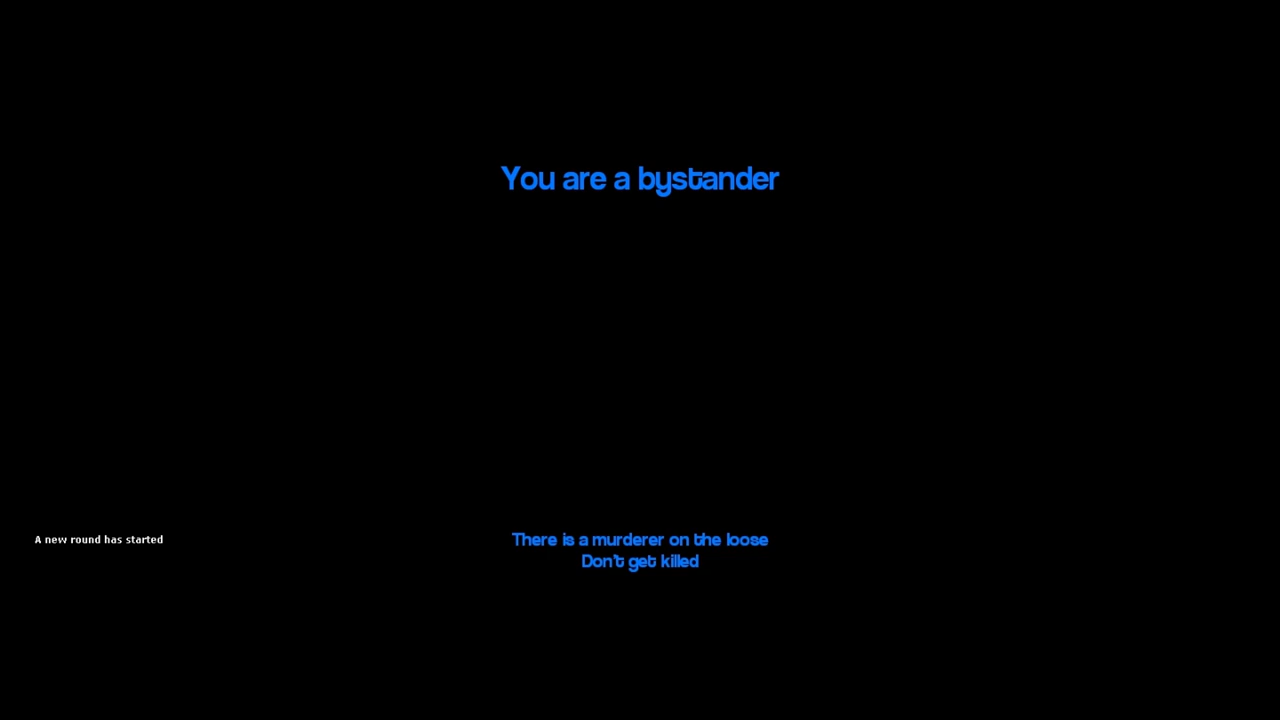 You are a bystander
A new round has started
There is a murderer on the loose
Don't get killed